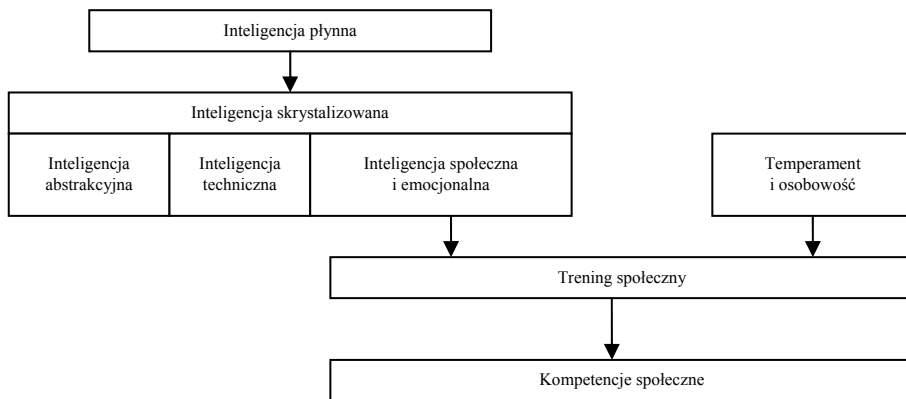 Inteligencja płynna
Inteligencja skrystalizowana
Inteligencja
abstrakcyjna
Inteligencja
techniczna
Inteligencja społeczna
i emocjonalna
Temperament
i osobowość
Trening społeczny
Kompetencje społeczne